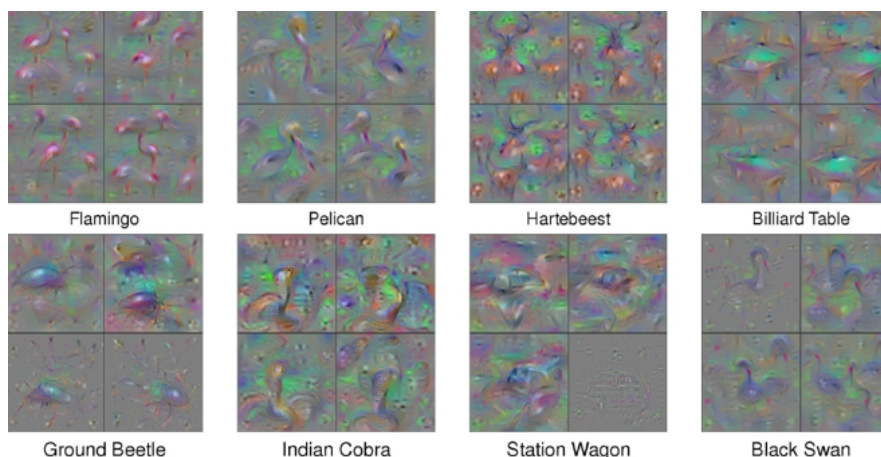 Flamingo
Pelican
Hartebeest
Billiard Table
Ground Beetle
Indian Cobra
Station Wagon
Black Swan